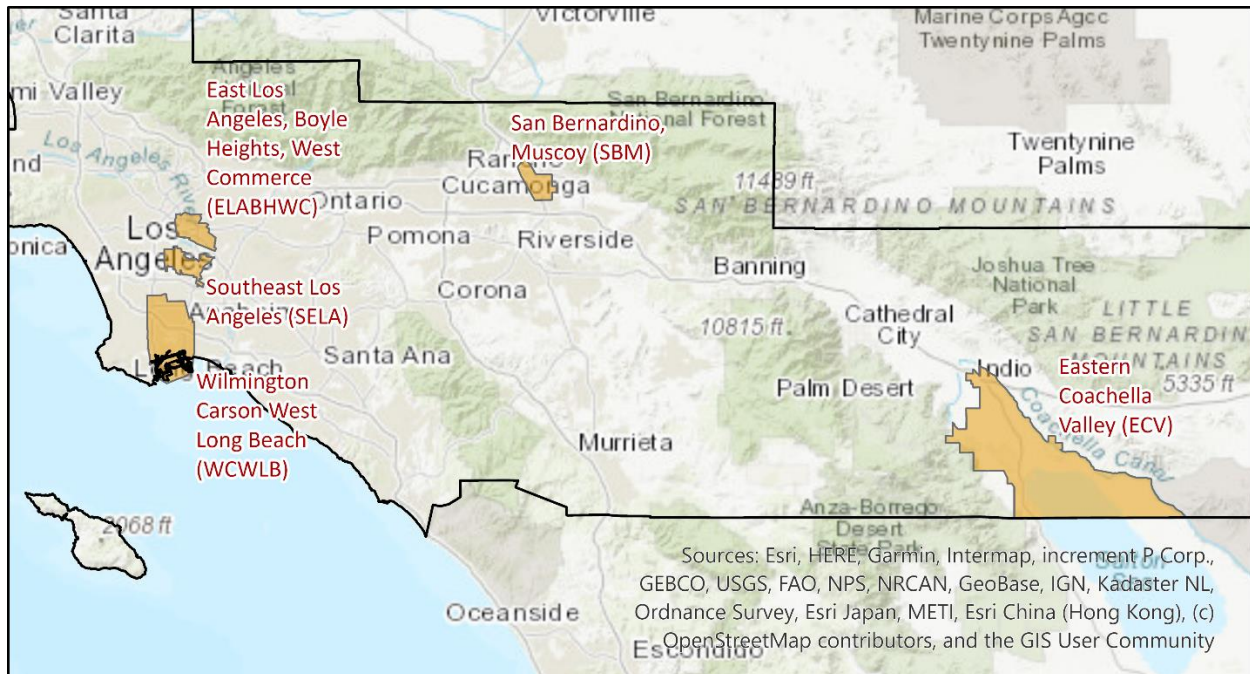 Santa
Clarita
Victorville
Marine Corps Agcc
Twentynine Palms
mi Valley
Angeles
Forest
East Los
Angeles, Boyle
Heights, West
Commerce
(ELABHWC)
San Bernardino
National Forest
San Bernardino,
Muscoy (SBM)
Twentynine
Palms
Los Angeles River
Cucamonga
11489 ft
SAN BERNARDINO MOUNTAINS
Ontario
Los
Angeles
onica
Pomona
Riverside
Banning
Joshua Tree
National
Park
LITTLE
SAN BERNARDIN
MOUNTAINS
Corona
Southeast Los
Angeles (SELA)
Cathedral
City
10815 ft
Santa Ana
Indio
5335 ft
Eastern
Coachella
Valley (ECV)
Coachella Canal
Palm Desert
Wilmington
Carson West
Long Beach
(WCWLB)
Murrieta
2068 ft
Anza-Borrego
Desert
State Park
Sources: Esri, HERE, Garmin, Intermap, increment P Corp.,
GEBCO, USGS, FAO, NPS, NRCAN, GeoBase, IGN, Kadaster NL,
Ordnance Survey, Esri Japan, METI, Esri China (Hong Kong), (c)
OpenStreetMap contributors, and the GIS User Community
Salton
Oceanside
Escondido